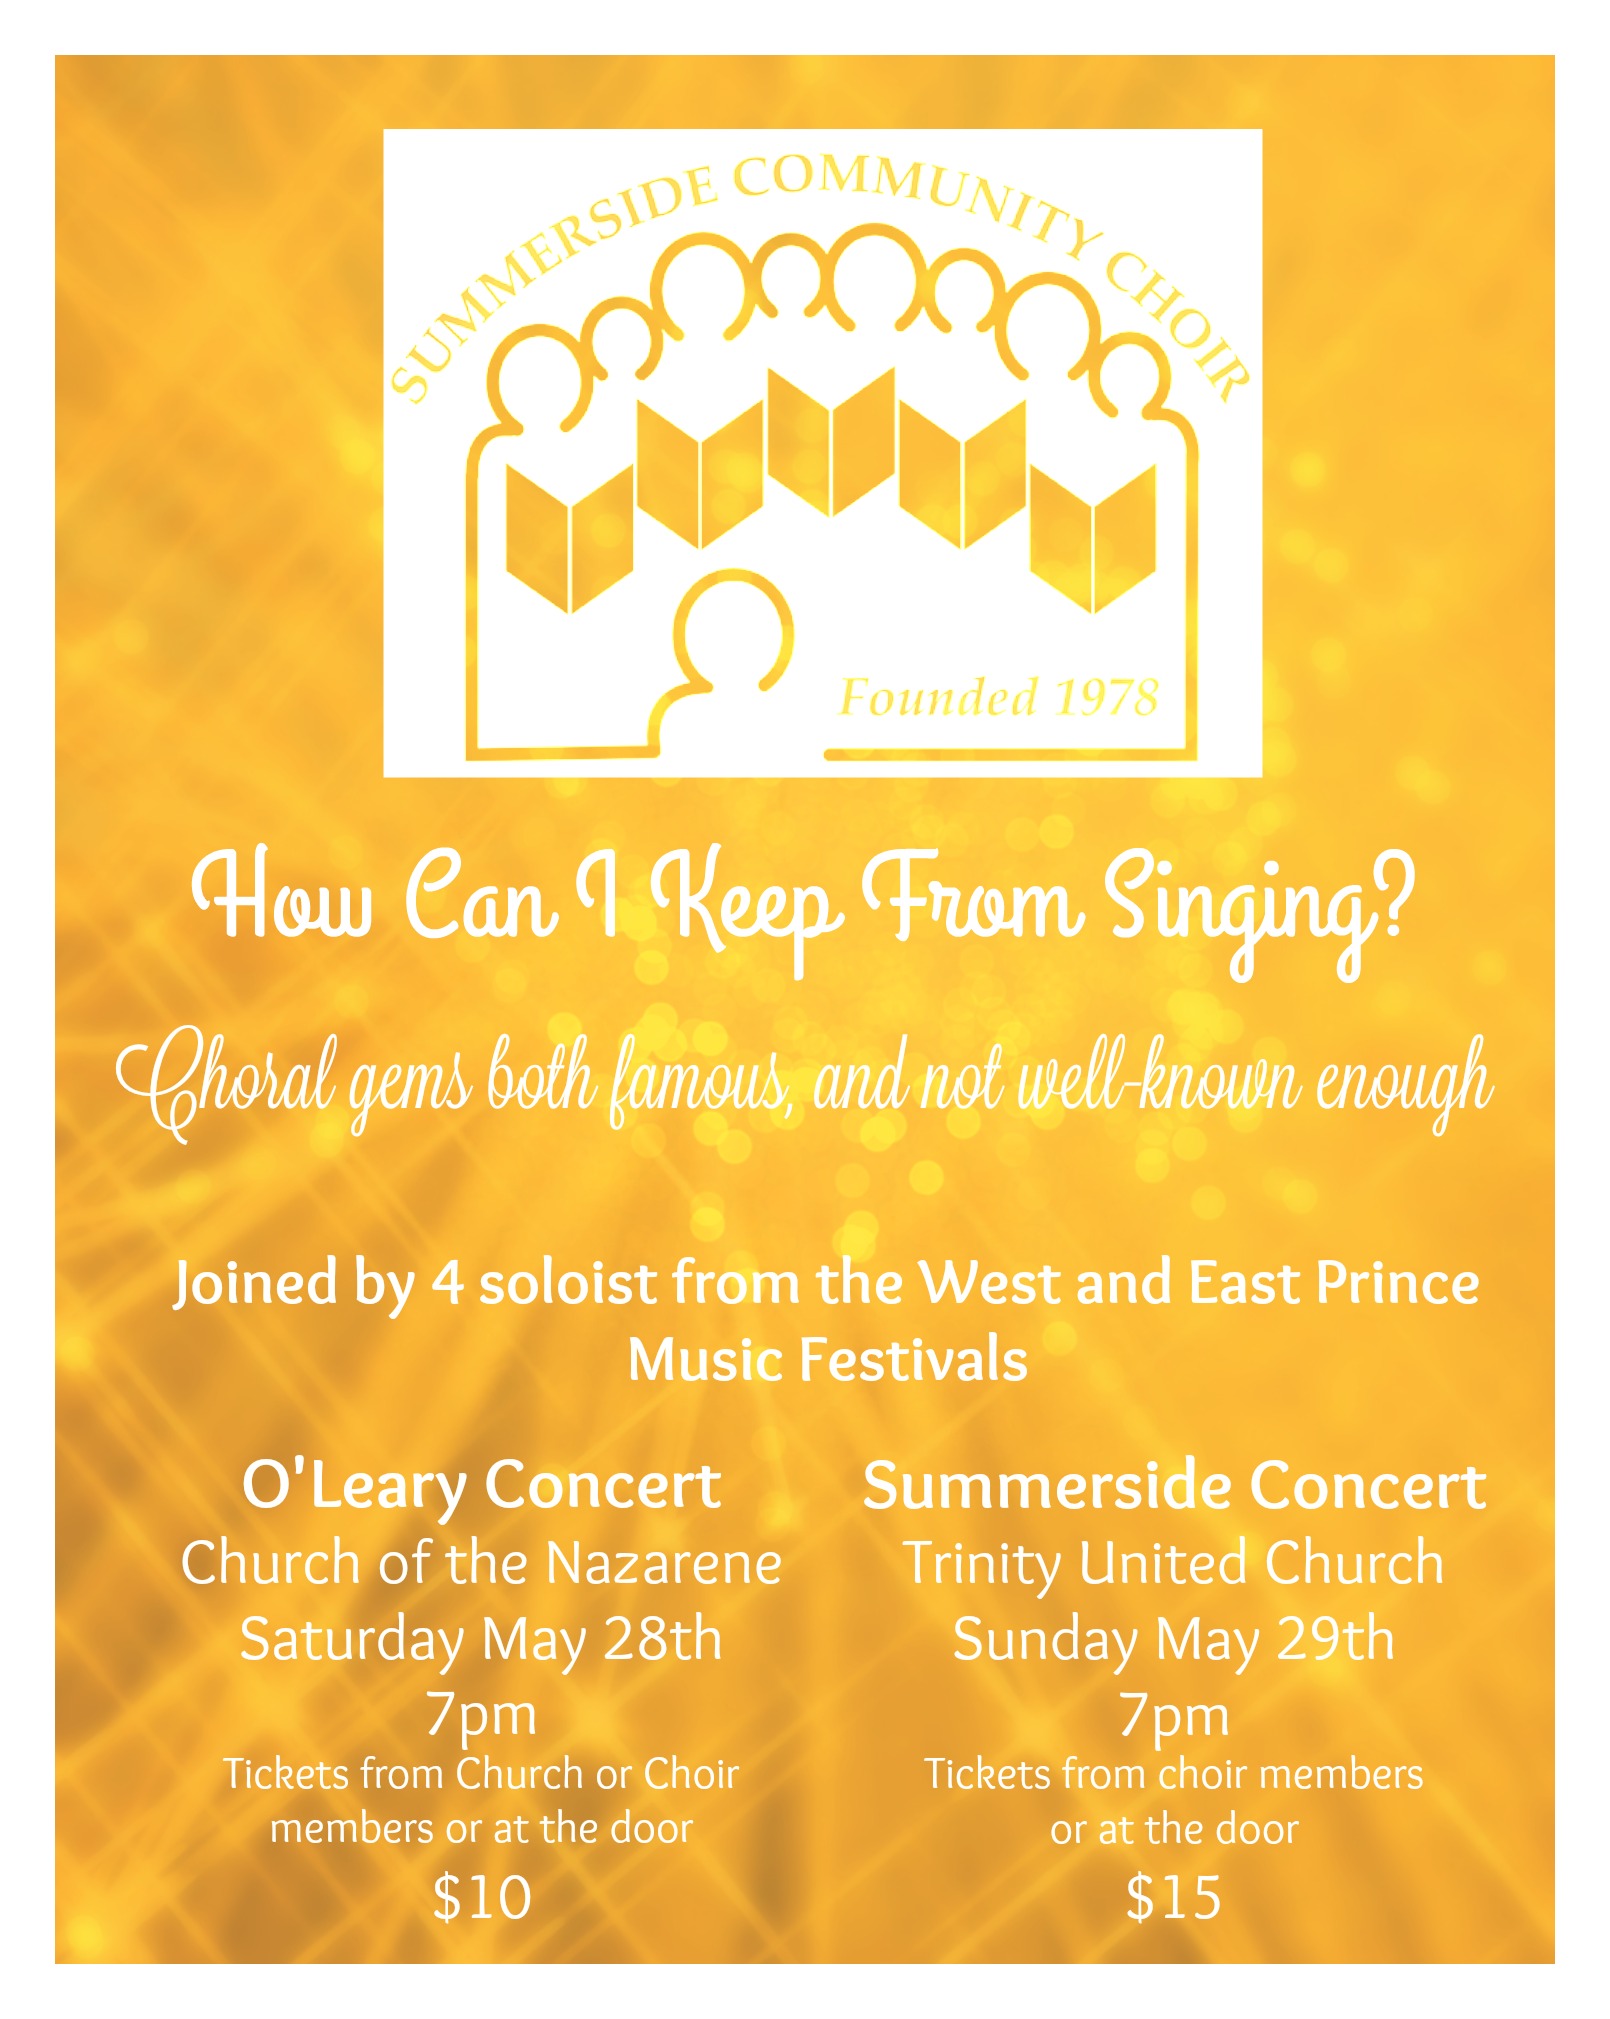 SUMMERSIDE COMMUNITY CHOIR
Founded 1978
How Can I Keep From Singing?
Choral gems both famous, and not well-known enough
Joined by 4 soloist from the West and East Prince
Music Festivals
O'Leary Concert
Church of the Nazarene
Saturday May 28th
7pm
Tickets from Church or Choir
members or at the door
$10
Summerside Concert
Trinity United Church
Sunday May 29th
7pm
Tickets from choir members
or at the door
$15